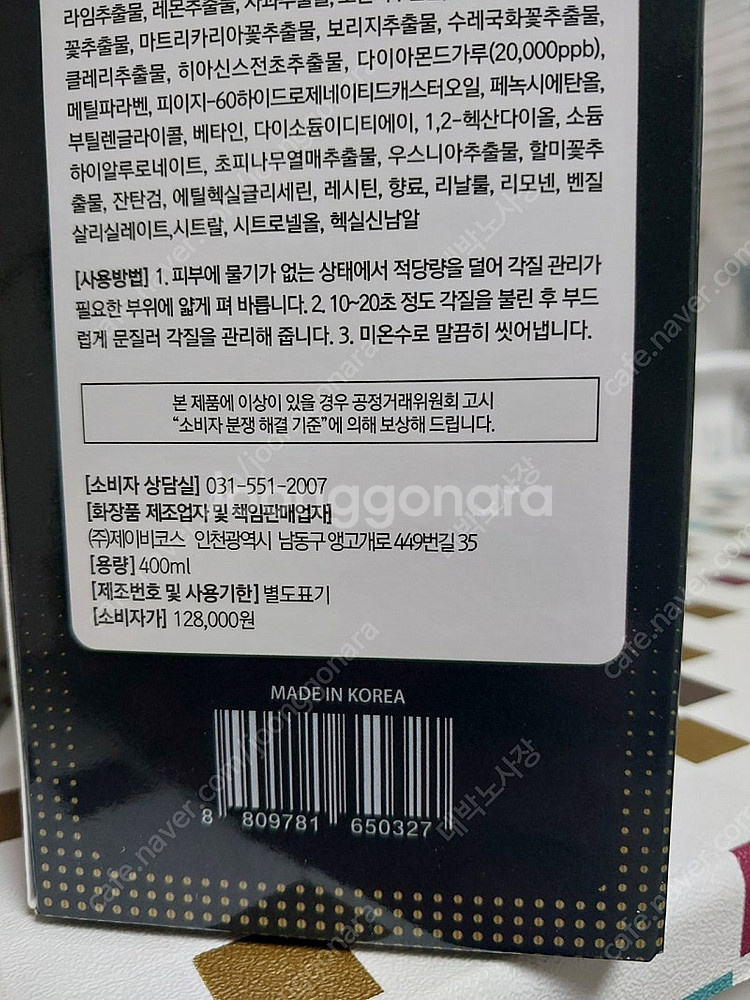 라임추출물, 레몬추출물, 사과추출물,
꽃추출물, 마트리카리아꽃추출물, 보리지추출물, 수레국화꽃추출물,
클레리추출물, 히아신스전초추출물, 다이아몬드가루(20,000ppb),
메틸파라벤, 피이지-60하이드로제네이티드캐스터오일, 페녹시에탄올,
부틸렌글라이콜, 베타인, 다이소듐이디티에이, 1,2-헥산다이올, 소듐
하이알루로네이트, 초피나무열매추출물, 우스니아추출물, 할미꽃추
출물, 잔탄검, 에틸헥실글리세린, 레시틴, 향료, 리날룰, 리모넨, 벤질
살리실레이트,시트랄, 시트로넬올, 헥실신남알
[사용방법] 1. 피부에 물기가 없는 상태에서 적당량을 덜어 각질 관리가
필요한 부위에 얇게 펴 바릅니다. 2. 10~20초 정도 각질을 불린 후 부드
럽게 문질러 각질을 관리해 줍니다. 3. 미온수로 말끔히 씻어냅니다.
본 제품에 이상이 있을 경우 공정거래위원회 고시
“소비자 분쟁 해결 기준”에 의해 보상해 드립니다.
[소비자 상담실] 031-551-2007
[화장품 제조업자 및 책임판매업자]
㈜제이비코스 인천광역시 남동구 앵고개로 449번길 35
[용량] 400ml
[제조번호 및 사용기한] 별도표기
[소비자가] 128,000원
MADE IN KOREA
8 809781 650327
joonggonara
cafe.naver.com/joonggonara
대박노사장